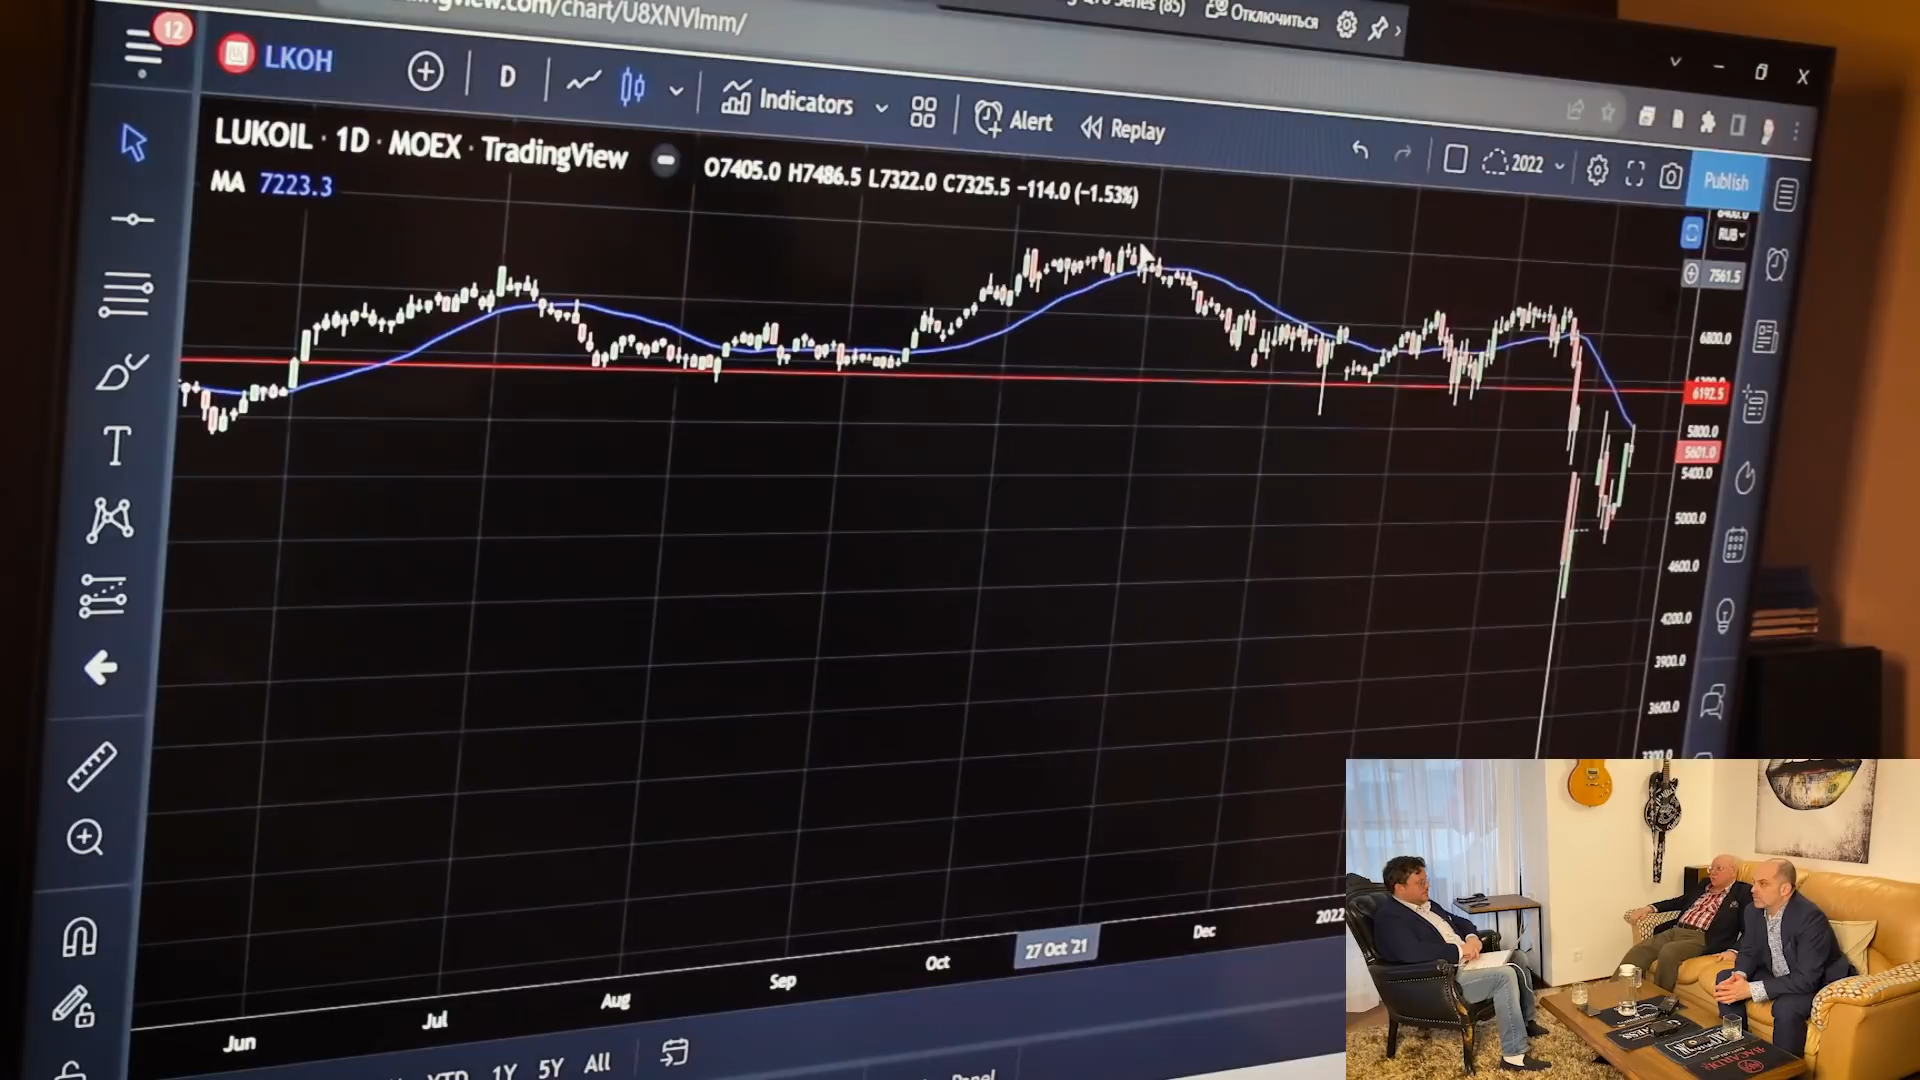 tradingview.com/chart/U8XNVlmm/
Отключиться
12
LKOH
D
Indicators
Alert
Replay
2022
Publish
LUKOIL · 1D · MOEX · TradingView
O7405.0 H7486.5 L7322.0 C7325.5 −114.0 (−1.53%)
MA 7223.3
RUB
7561.5
6800.0
6192.5
5800.0
5601.0
5400.0
5000.0
4600.0
4200.0
3900.0
3600.0
Jun
Jul
Aug
Sep
Oct
27 Oct '21
Dec
2022
YTD
1Y
5Y
All
Panel
BACARDI